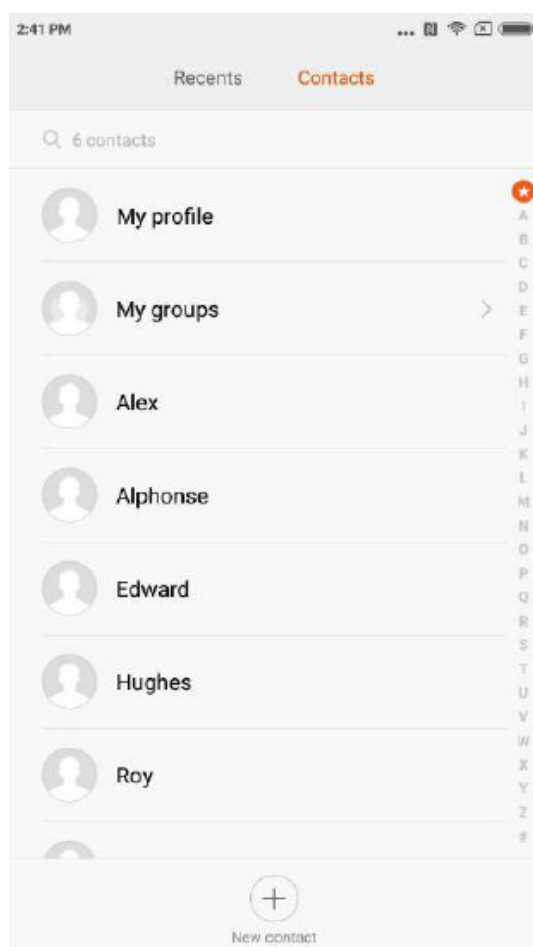 2:41 PM
Recents Contacts
6 contacts
My profile
My groups
Alex
Alphonse
Edward
Hughes
Roy
A
B
C
D
E
F
G
H
I
J
K
L
M
N
O
P
Q
R
S
T
U
V
W
X
Y
Z
#
New contact